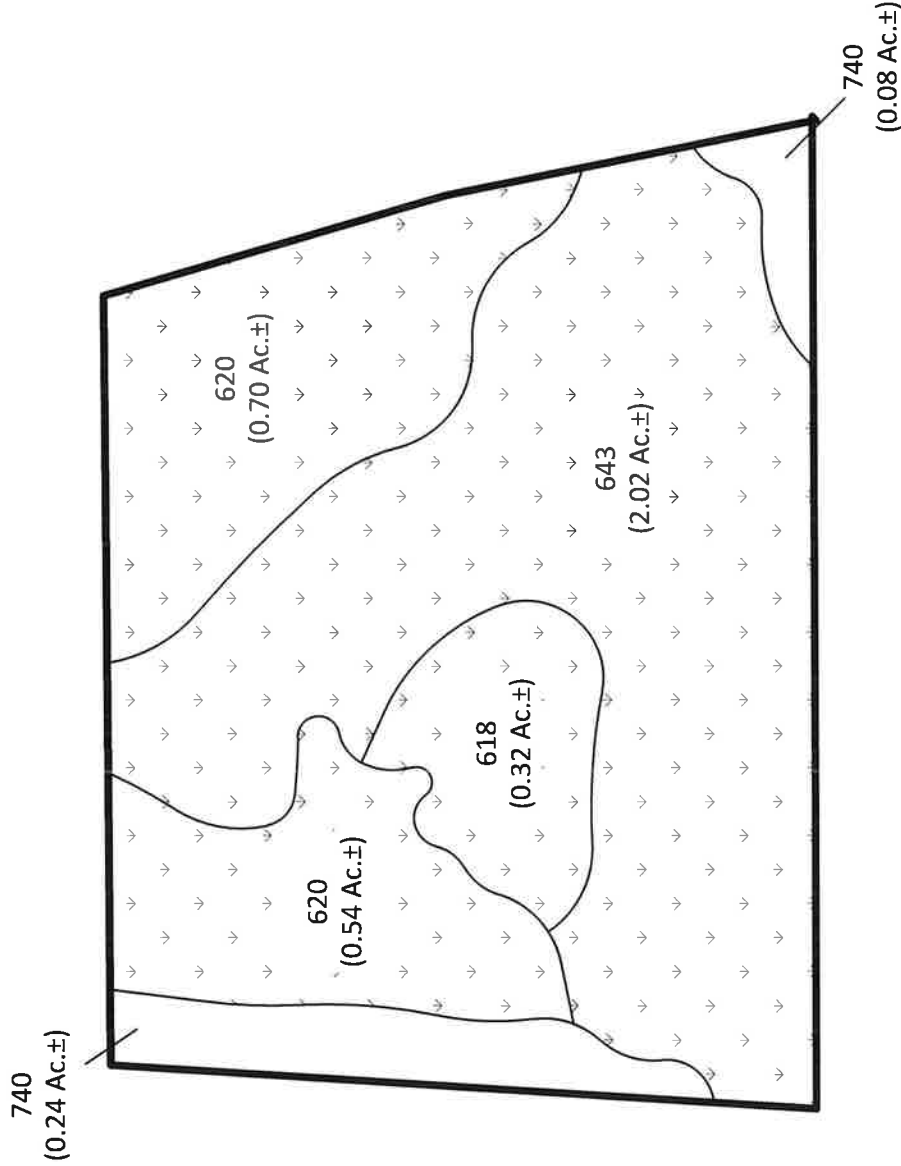 740
(0.24 Ac.±)
620
(0.54 Ac.±)
618
(0.32 Ac.±)
643
(2.02 Ac.±)
620
(0.70 Ac.±)
740
(0.08 Ac.±)